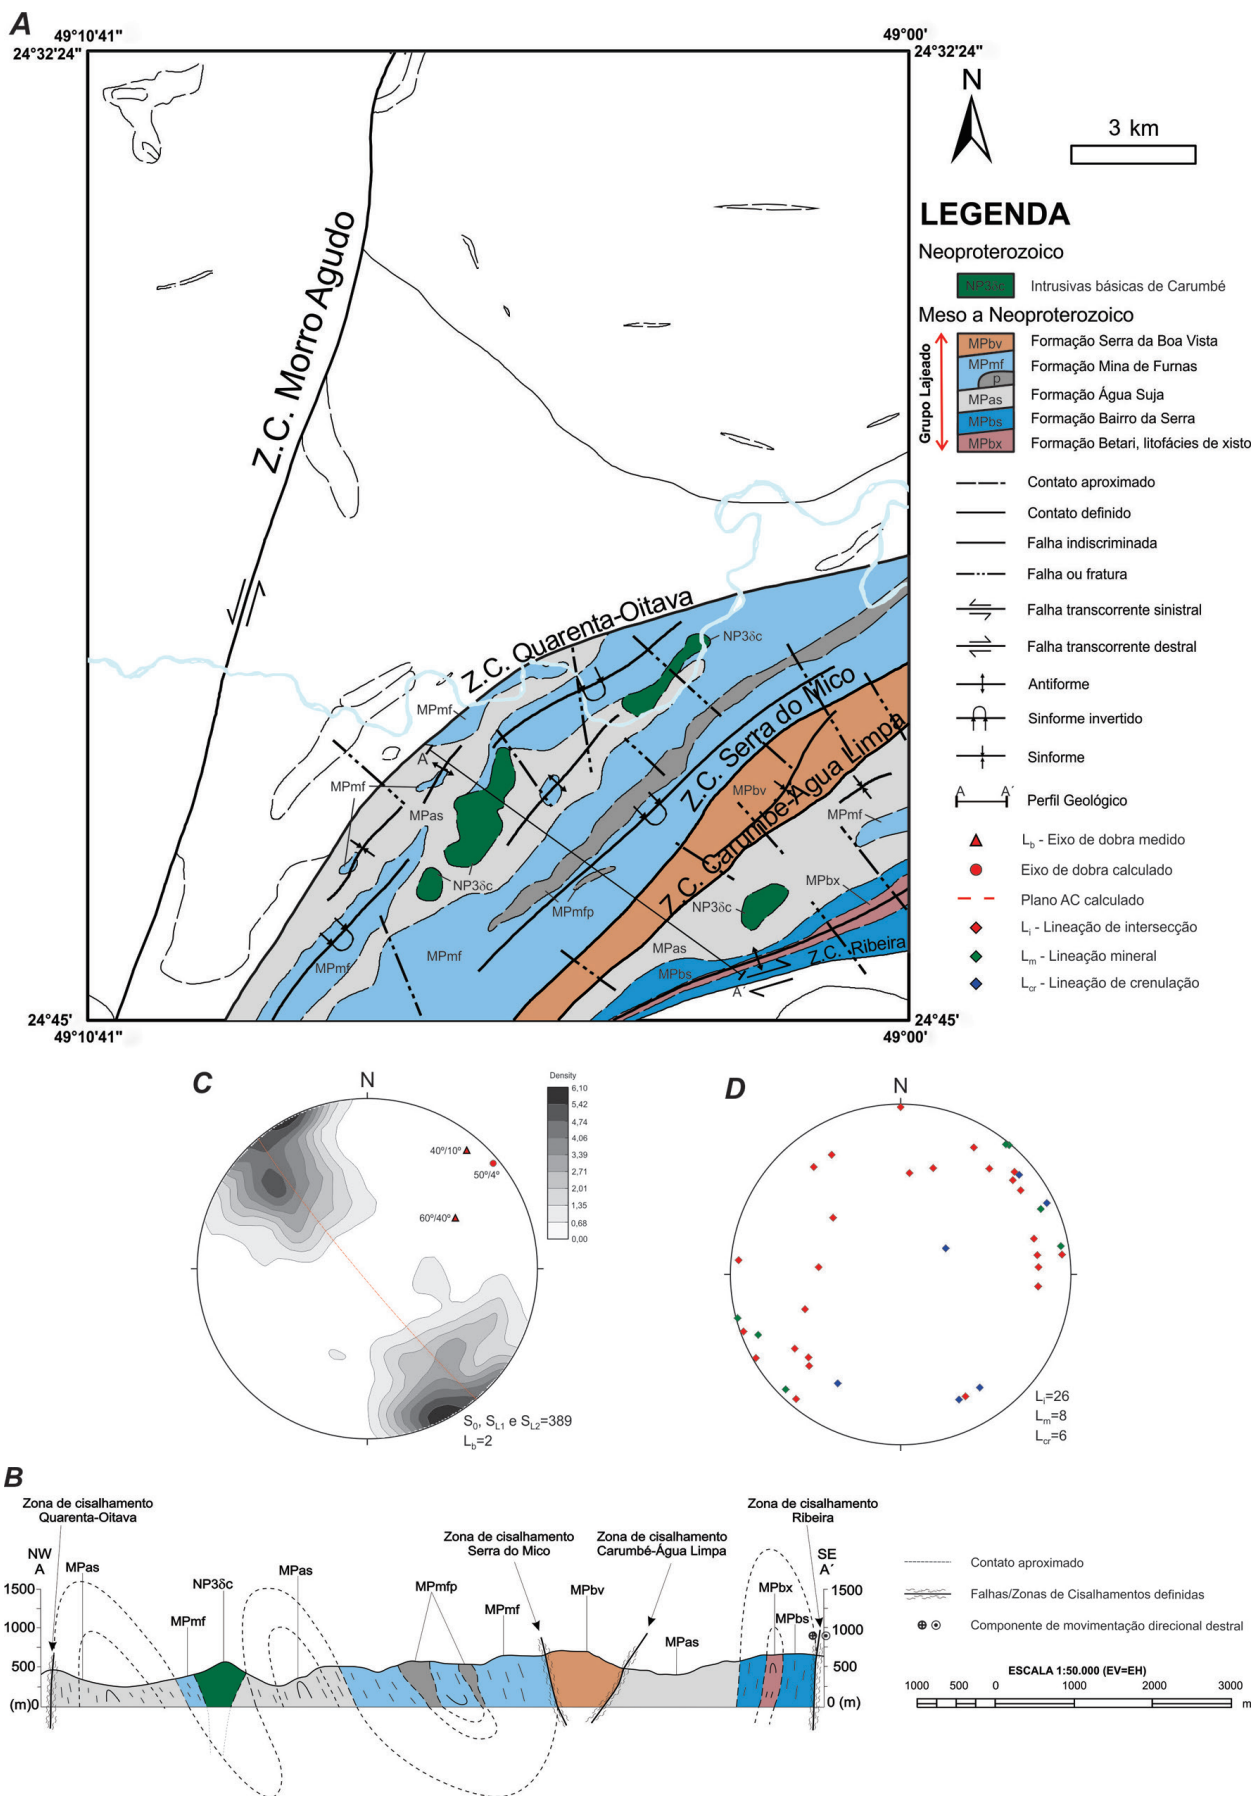 A
49°10'41"
49°00'
24°32'24"
24°32'24"
N
3 km
Z.C. Morro Agudo
LEGENDA
Neoproterozoico
NP3δc
Intrusivas básicas de Carumbé
Meso a Neoproterozoico
Grupo Lajeado
MPbv
Formação Serra da Boa Vista
MPmf
Formação Mina de Furnas
p
MPas
Formação Água Suja
MPbs
Formação Bairro da Serra
MPbx
Formação Betari, litofácies de xisto
Contato aproximado
Contato definido
Falha indiscriminada
Falha ou fratura
Falha transcorrente sinistral
Falha transcorrente destral
Antiforme
Sinforme invertido
Sinforme
A A´
Perfil Geológico
Lb - Eixo de dobra medido
Eixo de dobra calculado
Plano AC calculado
Li - Lineação de intersecção
Lm - Lineação mineral
Lcr - Lineação de crenulação
Z.C. Quarenta-Oitava
NP3δc
Z.C. Serra do Mico
MPmf
A
MPmf
MPas
MPbv
Z.C. Carumbé-Água Limpa
MPmf
NP3δc
MPbx
NP3δc
MPmfp
MPmf
MPmf
MPas
MPbs
Z.C. Ribeira
A´
24°45'
24°45'
49°10'41"
49°00'
C
N
Density
6,10
5,42
4,74
4,06
3,39
2,71
2,01
1,35
0,68
0,00
40º/10º
50º/4º
60º/40º
S0, SL1 e SL2=389
Lb=2
D
N
Li=26
Lm=8
Lcr=6
B
Zona de cisalhamento
Quarenta-Oitava
Zona de cisalhamento
Serra do Mico
Zona de cisalhamento
Carumbé-Água Limpa
Zona de cisalhamento
Ribeira
NW
A
SE
A´
MPas
NP3δc
MPas
MPmf
MPmfp
MPmf
MPbv
MPas
MPbx
MPbs
1500
1000
500
(m)0
1500
1000
500
0 (m)
Contato aproximado
Falhas/Zonas de Cisalhamentos definidas
Componente de movimentação direcional destral
ESCALA 1:50.000 (EV=EH)
1000 500 0 1000 2000 3000
m